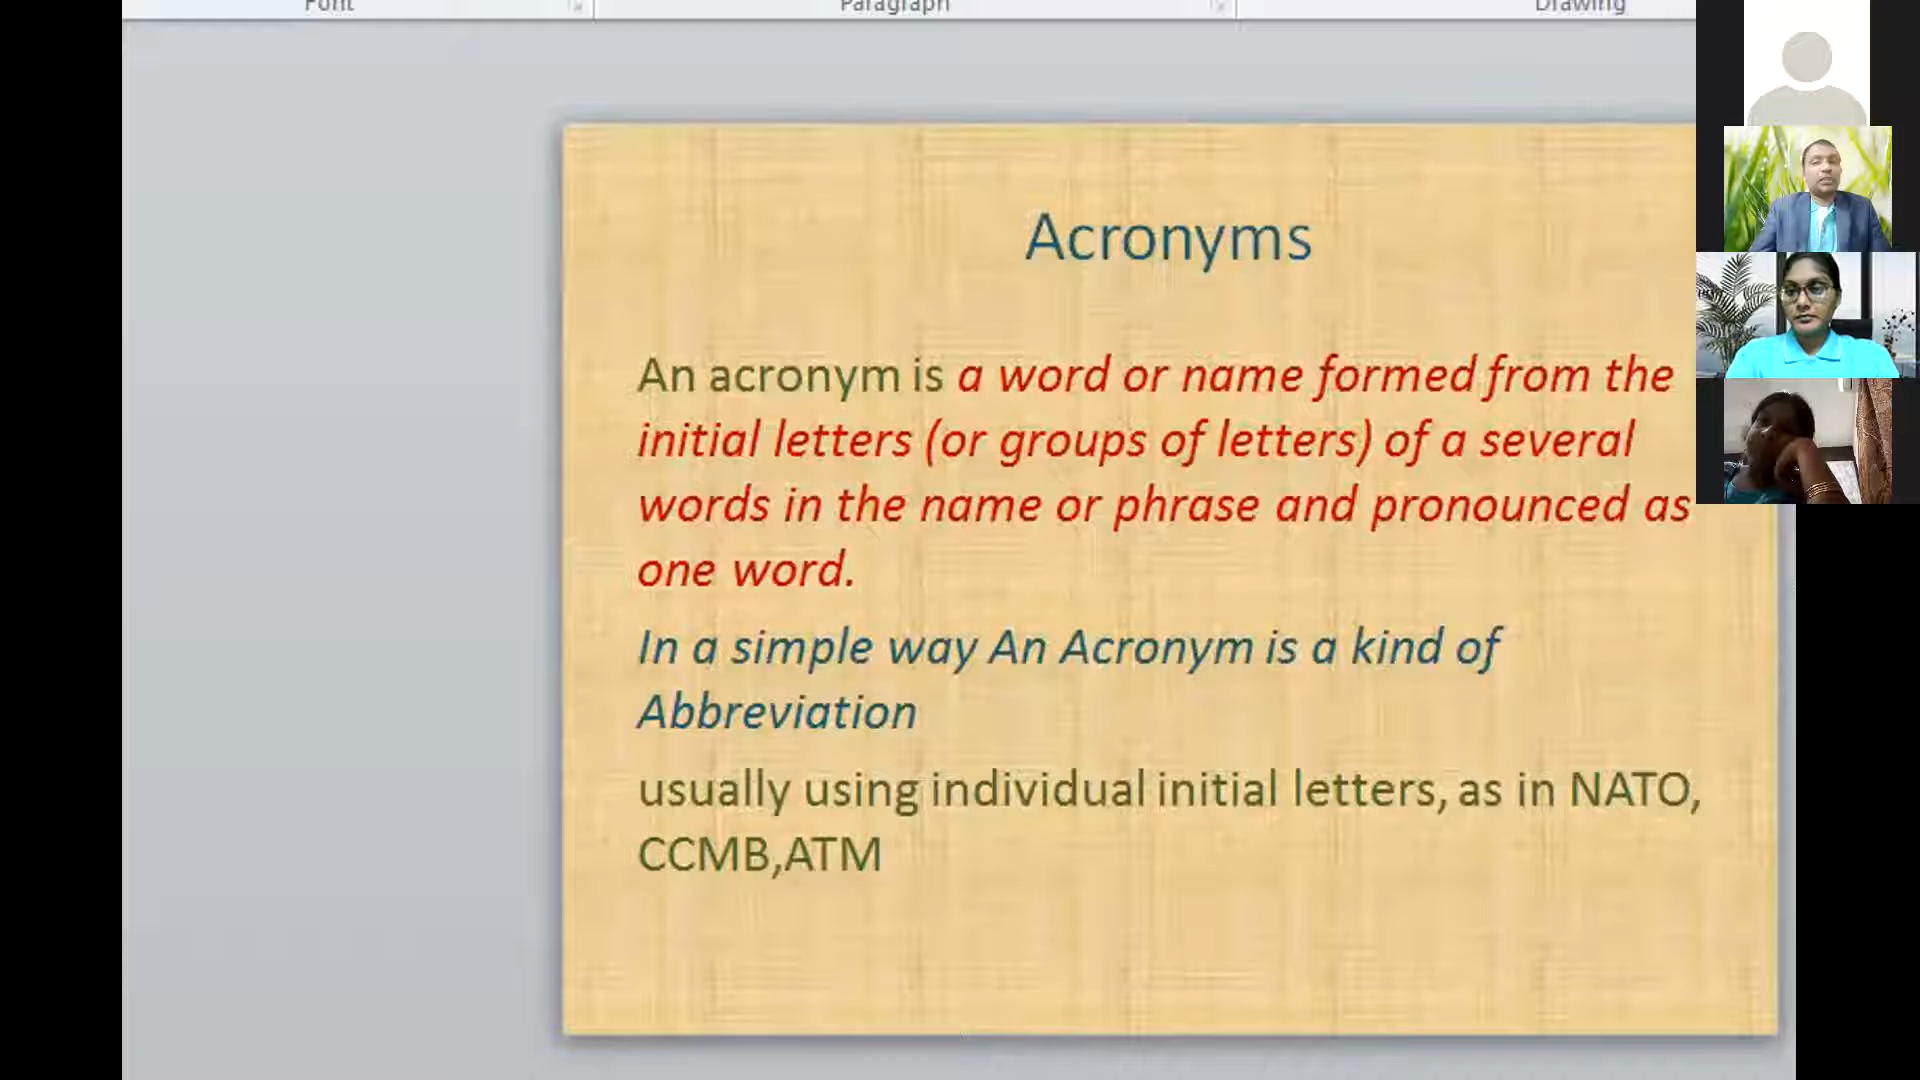 Font Paragraph Drawing
Acronyms
An acronym is a word or name formed from the
initial letters (or groups of letters) of a several
words in the name or phrase and pronounced as
one word.
In a simple way An Acronym is a kind of
Abbreviation
usually using individual initial letters, as in NATO,
CCMB,ATM